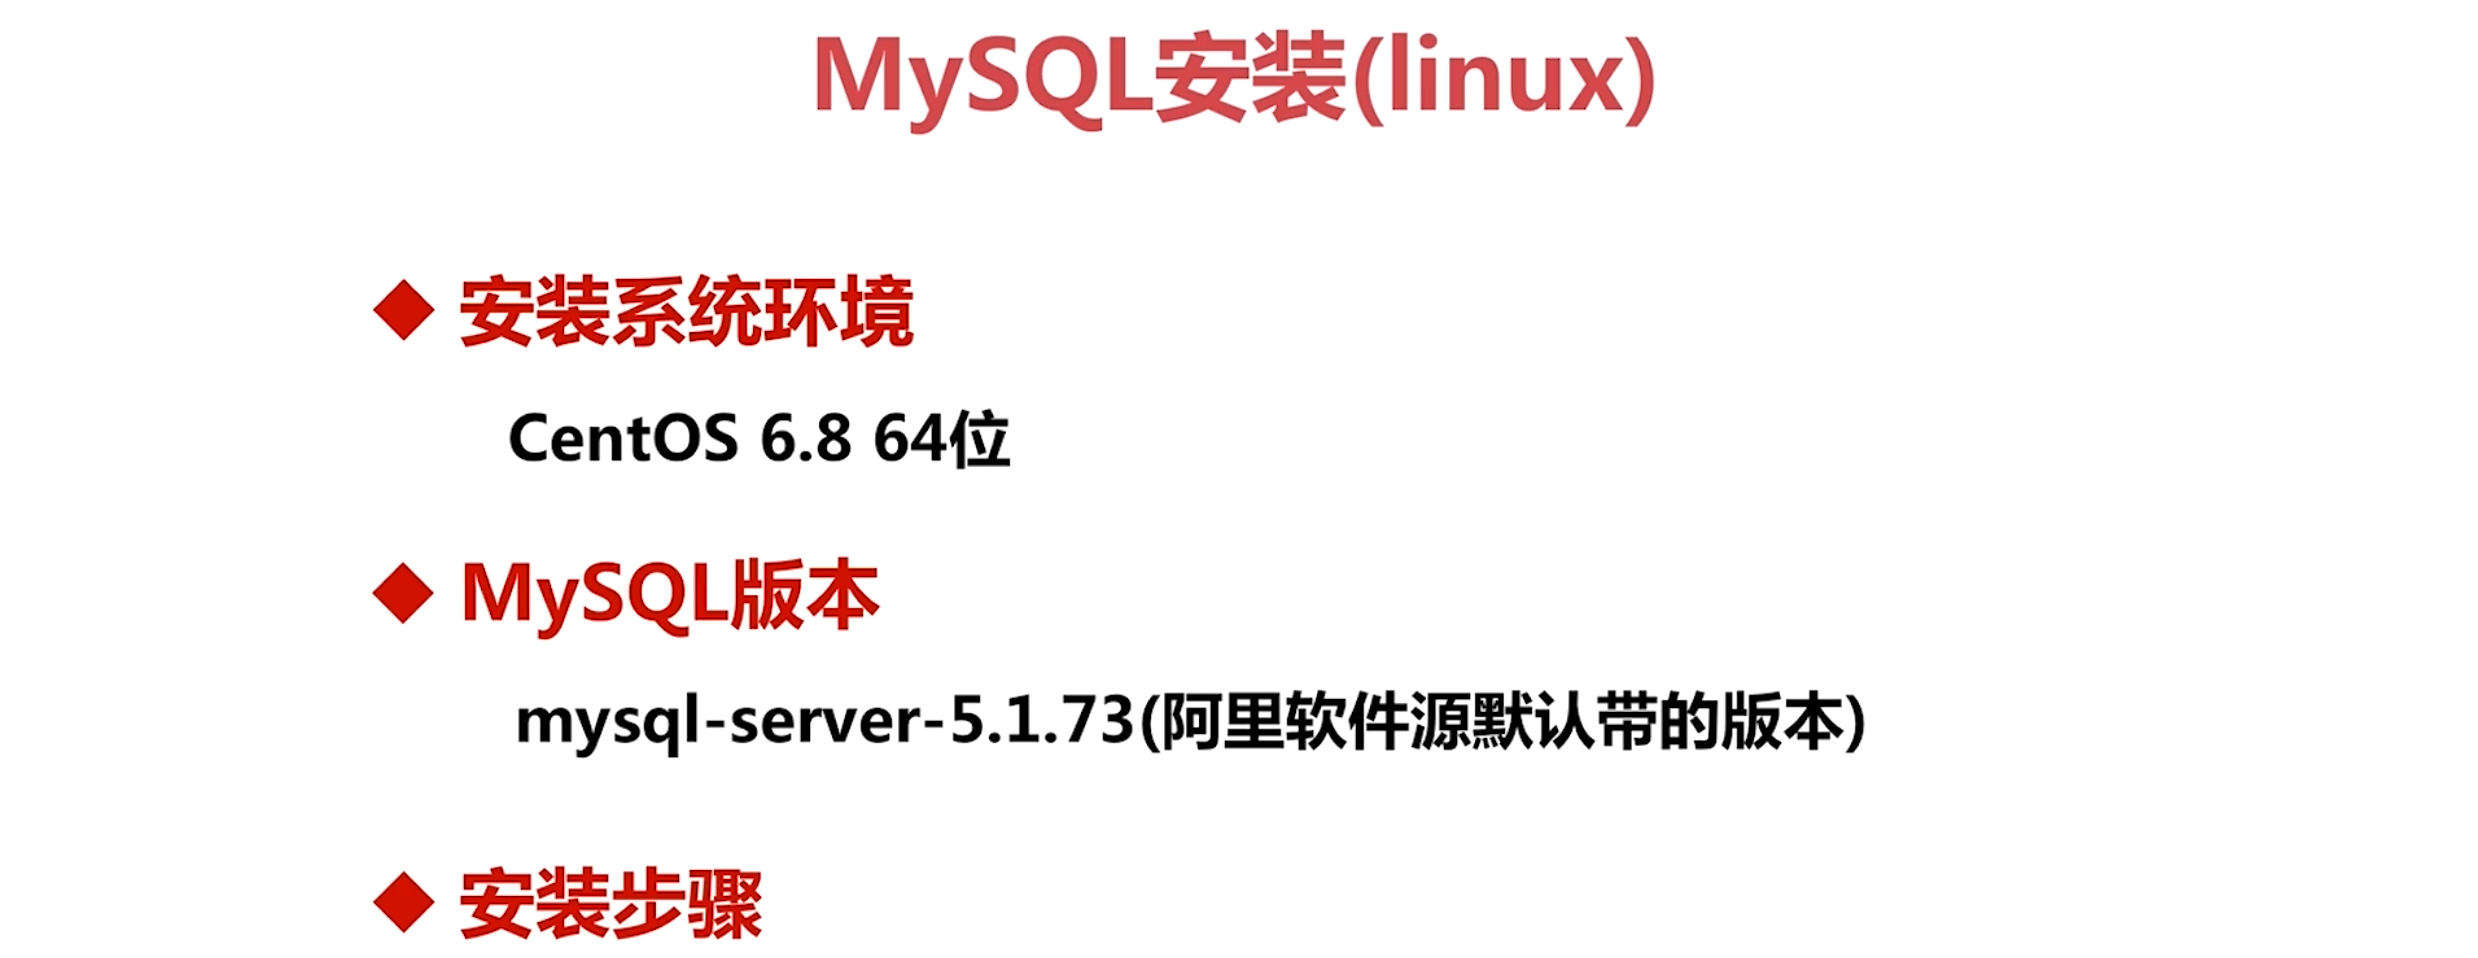 MySQL安装(linux)
◆ 安装系统环境
CentOS 6.8 64位
◆ MySQL版本
mysql-server-5.1.73(阿里软件源默认带的版本)
◆ 安装步骤